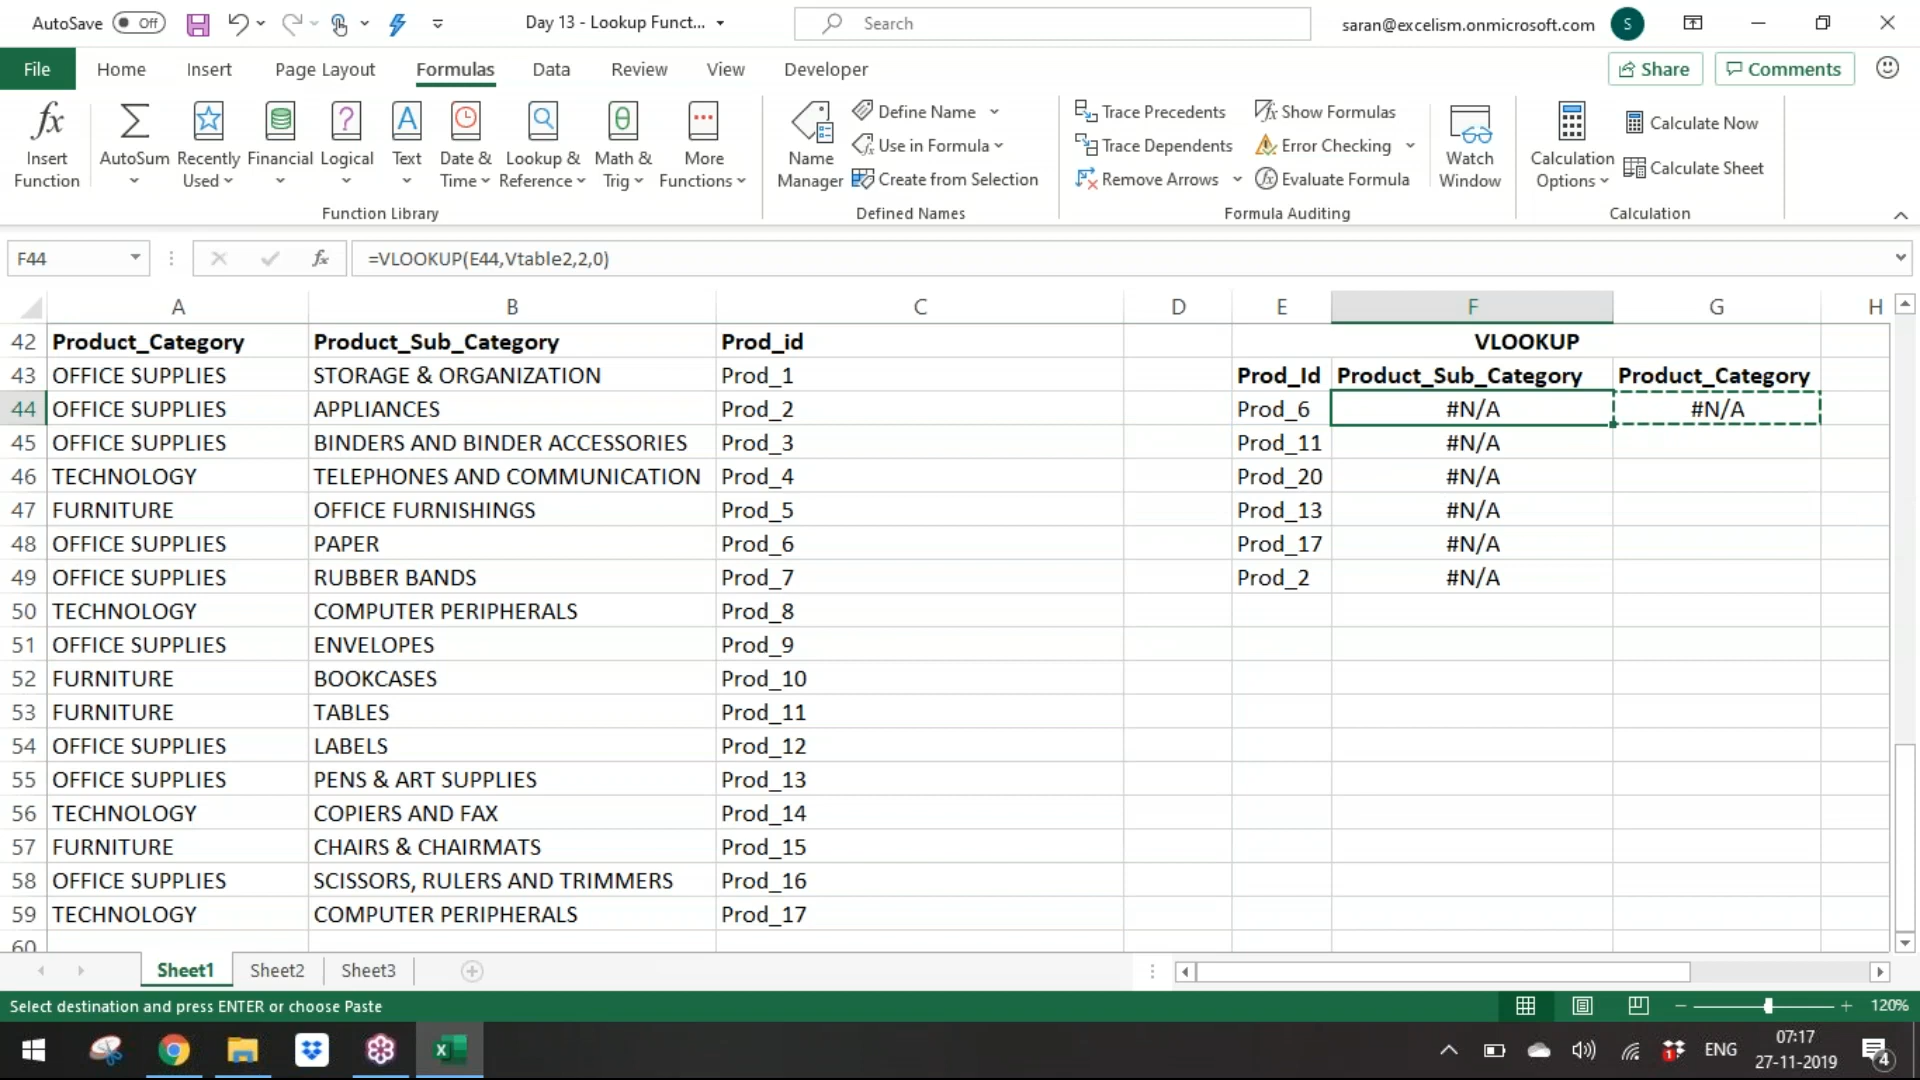 AutoSave Off Day 13 - Lookup Funct... Search saran@excelism.onmicrosoft.com S
File Home Insert Page Layout Formulas Data Review View Developer Share Comments
Insert Function AutoSum Recently Used Financial Logical Text Date & Time Lookup & Reference Math & Trig More Functions
Function Library
Name Manager Define Name Use in Formula Create from Selection
Defined Names
Trace Precedents Trace Dependents Remove Arrows Show Formulas Error Checking Evaluate Formula
Formula Auditing
Watch Window
Calculation Options Calculate Now Calculate Sheet
Calculation
F44 fx =VLOOKUP(E44,Vtable2,2,0)
A B C D E F G H
42 Product_Category Product_Sub_Category Prod_id VLOOKUP
43 OFFICE SUPPLIES STORAGE & ORGANIZATION Prod_1 Prod_Id Product_Sub_Category Product_Category
44 OFFICE SUPPLIES APPLIANCES Prod_2 Prod_6 #N/A #N/A
45 OFFICE SUPPLIES BINDERS AND BINDER ACCESSORIES Prod_3 Prod_11 #N/A
46 TECHNOLOGY TELEPHONES AND COMMUNICATION Prod_4 Prod_20 #N/A
47 FURNITURE OFFICE FURNISHINGS Prod_5 Prod_13 #N/A
48 OFFICE SUPPLIES PAPER Prod_6 Prod_17 #N/A
49 OFFICE SUPPLIES RUBBER BANDS Prod_7 Prod_2 #N/A
50 TECHNOLOGY COMPUTER PERIPHERALS Prod_8
51 OFFICE SUPPLIES ENVELOPES Prod_9
52 FURNITURE BOOKCASES Prod_10
53 FURNITURE TABLES Prod_11
54 OFFICE SUPPLIES LABELS Prod_12
55 OFFICE SUPPLIES PENS & ART SUPPLIES Prod_13
56 TECHNOLOGY COPIERS AND FAX Prod_14
57 FURNITURE CHAIRS & CHAIRMATS Prod_15
58 OFFICE SUPPLIES SCISSORS, RULERS AND TRIMMERS Prod_16
59 TECHNOLOGY COMPUTER PERIPHERALS Prod_17
60
Sheet1 Sheet2 Sheet3
Select destination and press ENTER or choose Paste 120%
ENG 07:17
27-11-2019 4